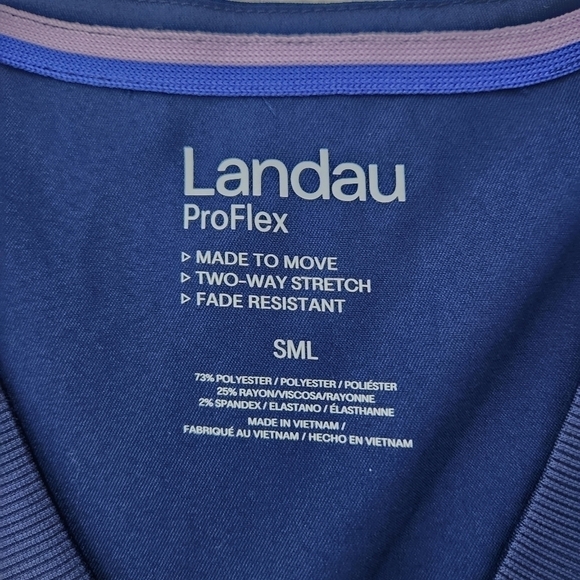 Landau
ProFlex
▷ MADE TO MOVE
▷ TWO-WAY STRETCH
▷ FADE RESISTANT
SML
73% POLYESTER / POLYESTER / POLIÉSTER
25% RAYON/VISCOSA/RAYONNE
2% SPANDEX / ELASTANO / ÉLASTHANNE
MADE IN VIETNAM /
FABRIQUÉ AU VIETNAM / HECHO EN VIETNAM